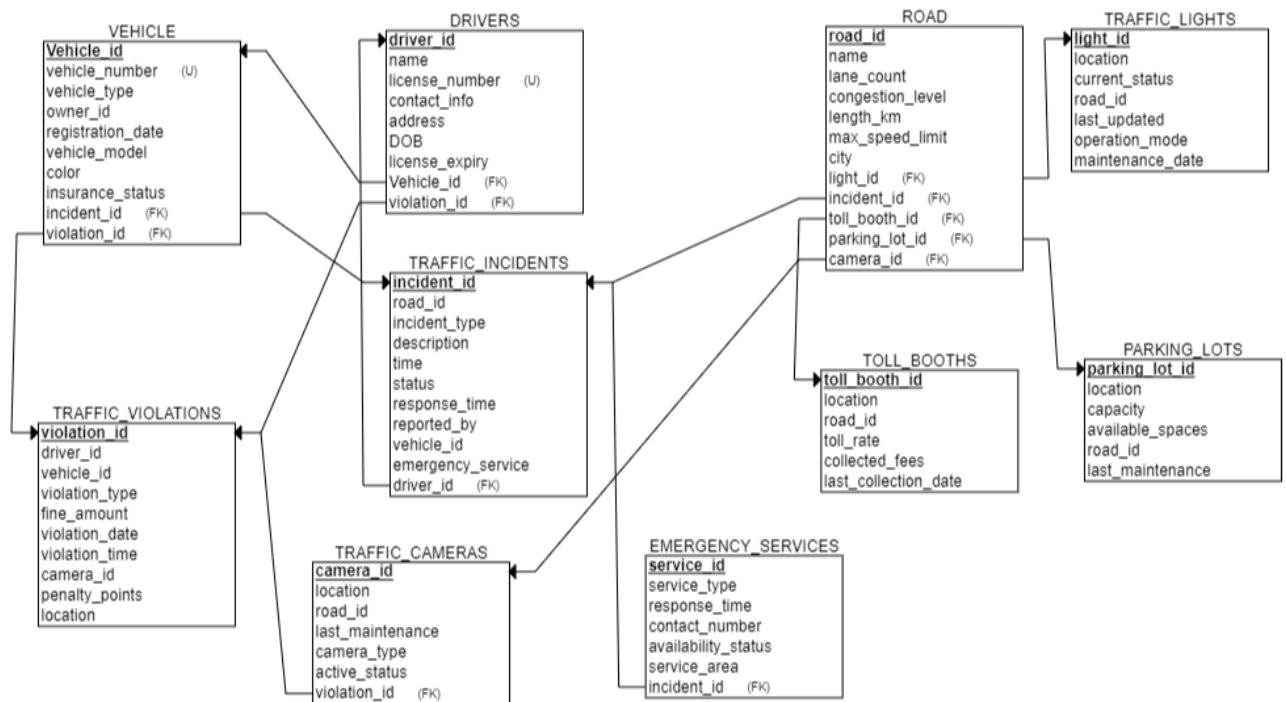 VEHICLE
Vehicle_id
vehicle_number (U)
vehicle_type
owner_id
registration_date
vehicle_model
color
insurance_status
incident_id (FK)
violation_id (FK)
DRIVERS
driver_id
name
license_number (U)
contact_info
address
DOB
license_expiry
Vehicle_id (FK)
violation_id (FK)
ROAD
road_id
name
lane_count
congestion_level
length_km
max_speed_limit
city
light_id (FK)
incident_id (FK)
toll_booth_id (FK)
parking_lot_id (FK)
camera_id (FK)
TRAFFIC_LIGHTS
light_id
location
current_status
road_id
last_updated
operation_mode
maintenance_date
TRAFFIC_INCIDENTS
incident_id
road_id
incident_type
description
time
status
response_time
reported_by
vehicle_id
emergency_service
driver_id (FK)
TOLL_BOOTHS
toll_booth_id
location
road_id
toll_rate
collected_fees
last_collection_date
PARKING_LOTS
parking_lot_id
location
capacity
available_spaces
road_id
last_maintenance
TRAFFIC_VIOLATIONS
violation_id
driver_id
vehicle_id
violation_type
fine_amount
violation_date
violation_time
camera_id
penalty_points
location
TRAFFIC_CAMERAS
camera_id
location
road_id
last_maintenance
camera_type
active_status
violation_id (FK)
EMERGENCY_SERVICES
service_id
service_type
response_time
contact_number
availability_status
service_area
incident_id (FK)